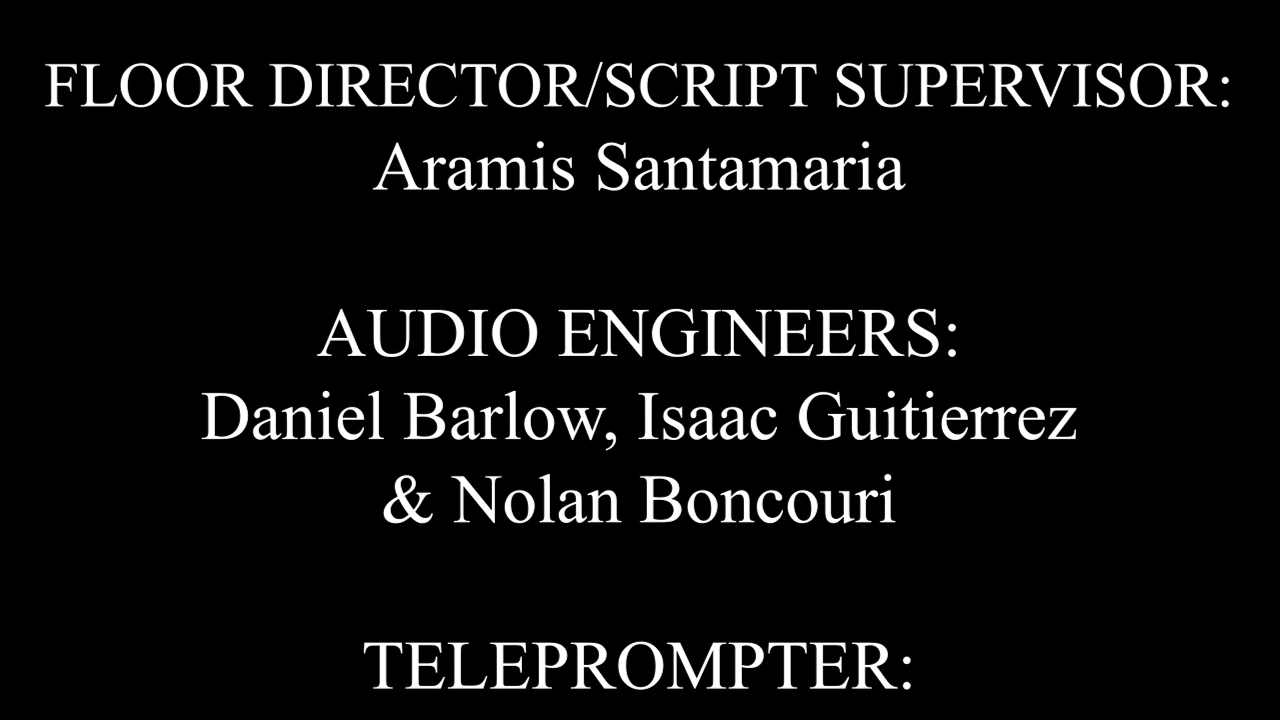 FLOOR DIRECTOR/SCRIPT SUPERVISOR:
Aramis Santamaria
AUDIO ENGINEERS:
Daniel Barlow, Isaac Guitierrez
& Nolan Boncouri
TELEPROMPTER: